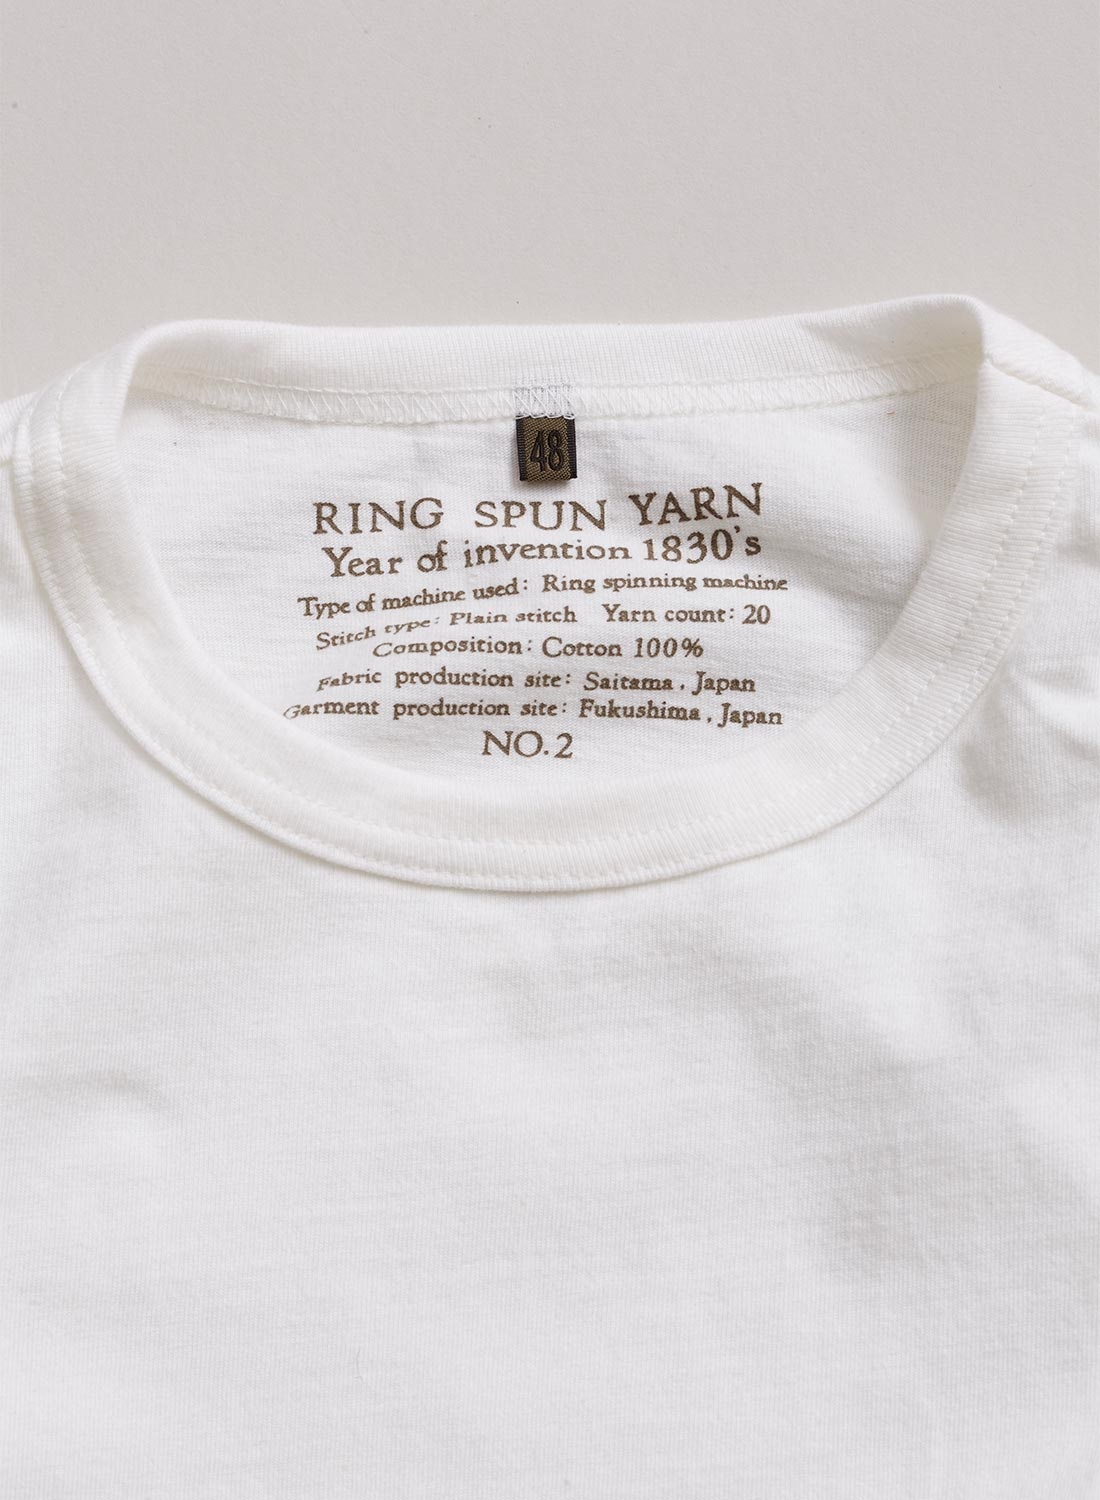 48
RING SPUN YARN
Year of invention 1830's
Type of machine used: Ring spinning machine
Stitch type: Plain stitch Yarn count: 20
Composition: Cotton 100%
Fabric production site: Saitama, Japan
Garment production site: Fukushima, Japan
NO.2